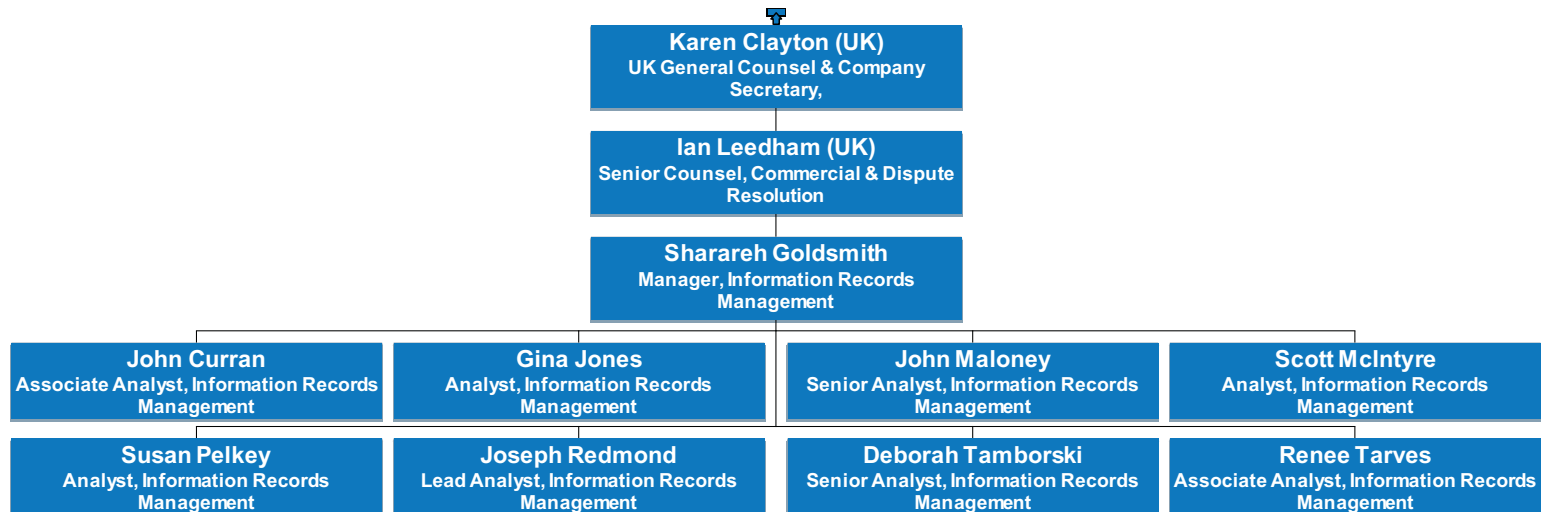 Karen Clayton (UK)
UK General Counsel & Company
Secretary,
Ian Leedham (UK)
Senior Counsel, Commercial & Dispute
Resolution
Sharareh Goldsmith
Manager, Information Records
Management
John Curran
Associate Analyst, Information Records
Management
Gina Jones
Analyst, Information Records
Management
John Maloney
Senior Analyst, Information Records
Management
Scott McIntyre
Analyst, Information Records
Management
Susan Pelkey
Analyst, Information Records
Management
Joseph Redmond
Lead Analyst, Information Records
Management
Deborah Tamborski
Senior Analyst, Information Records
Management
Renee Tarves
Associate Analyst, Information Records
Management